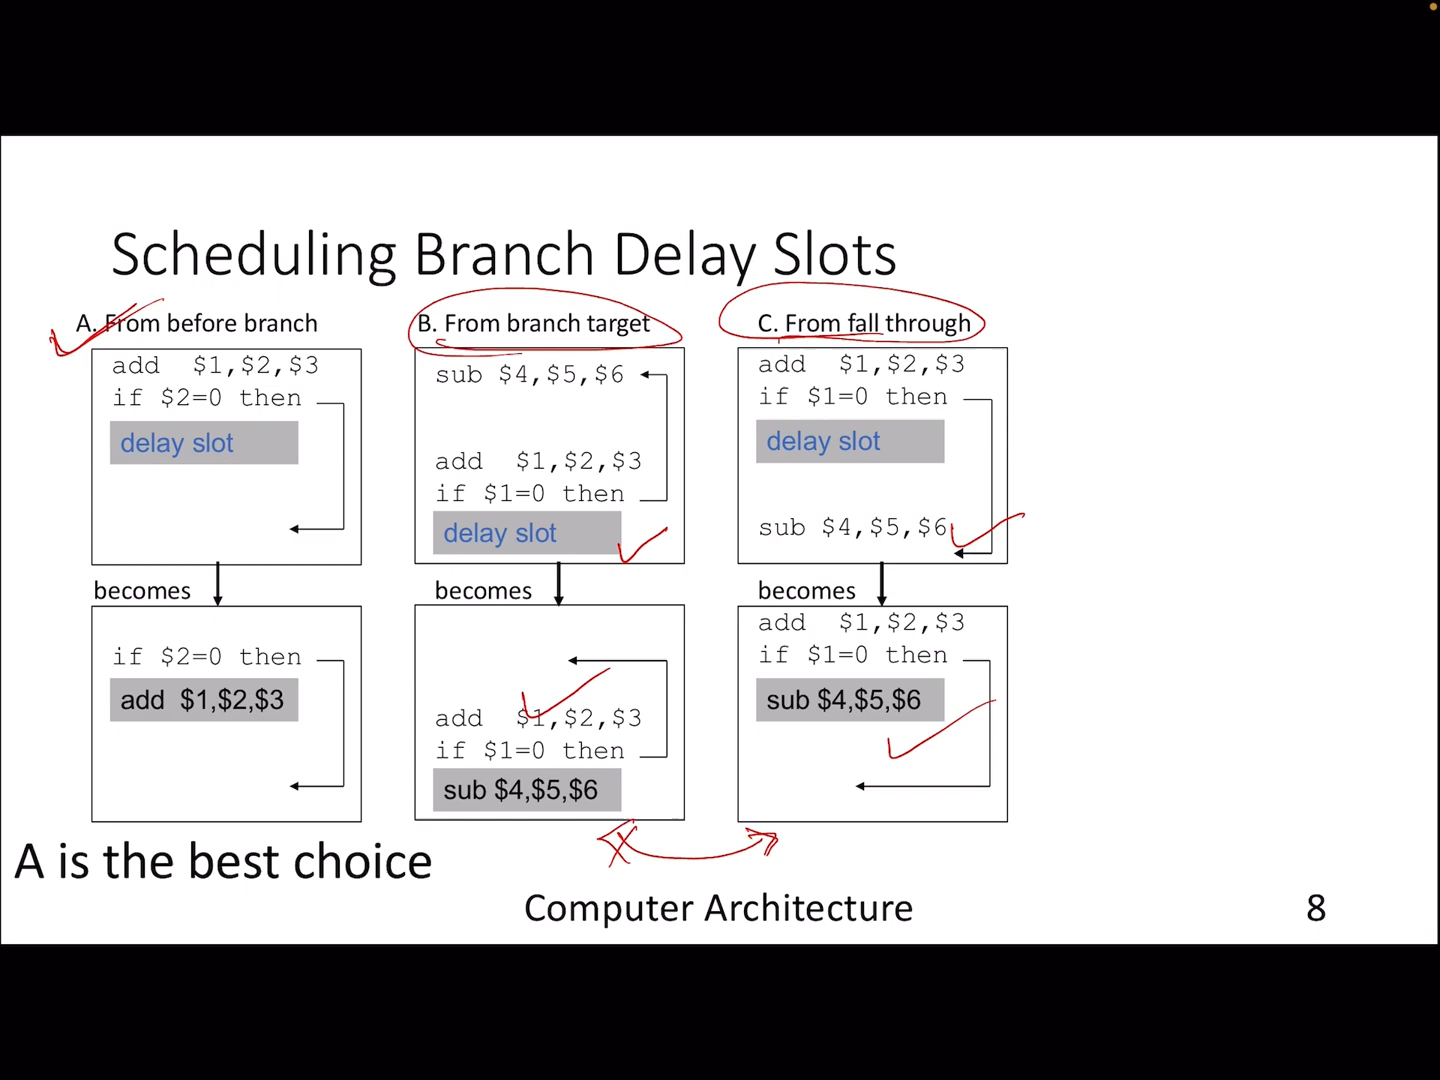 Scheduling Branch Delay Slots
A. From before branch
add $1,$2,$3
if $2=0 then
delay slot
becomes
if $2=0 then
add $1,$2,$3
B. From branch target
sub $4,$5,$6
add $1,$2,$3
if $1=0 then
delay slot
becomes
add $1,$2,$3
if $1=0 then
sub $4,$5,$6
C. From fall through
add $1,$2,$3
if $1=0 then
delay slot
sub $4,$5,$6
becomes
add $1,$2,$3
if $1=0 then
sub $4,$5,$6
A is the best choice
Computer Architecture
8